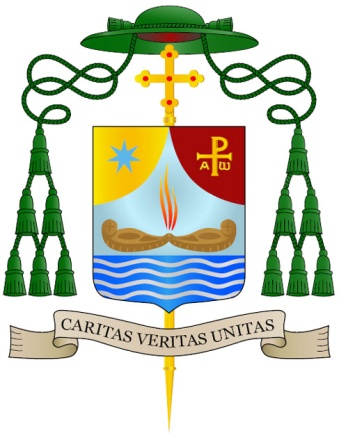 Α Ρ ω
CARITAS VERITAS UNITAS